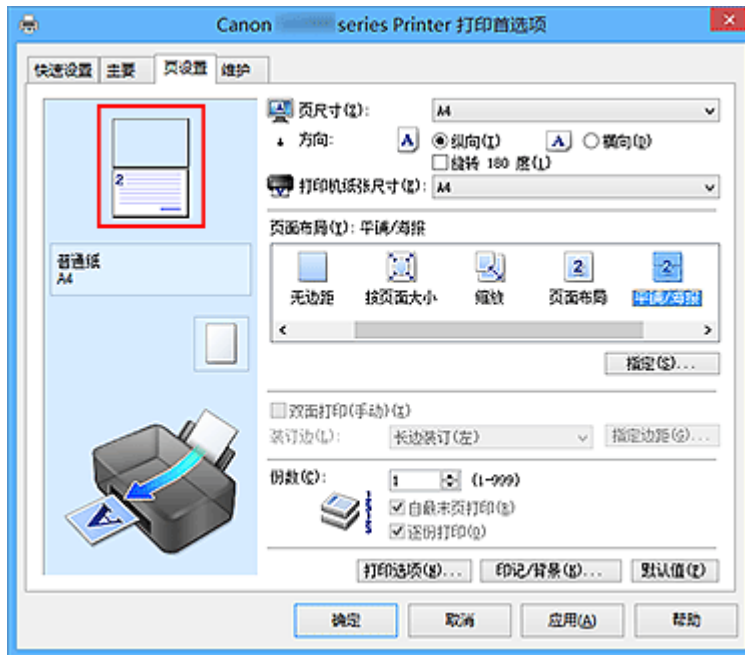 Canon series Printer 打印首选项
快速设置 主要 页设置 维护
2
普通纸
A4
页尺寸(Z): A4
方向: A 纵向(I) A 横向(D)
旋转 180 度(L)
打印机纸张尺寸(E): A4
页面布局(Y): 平铺/海报
2 2
无边距 按页面大小 缩放 页面布局 平铺/海报
指定(S)...
双面打印(手动)(X)
装订边(L): 长边装订(左) 指定边距(G)...
份数(C): 1 (1-999)
自最末页打印(B)
逐份打印(O)
打印选项(N)... 印记/背景(K)... 默认值(F)
确定 取消 应用(A) 帮助